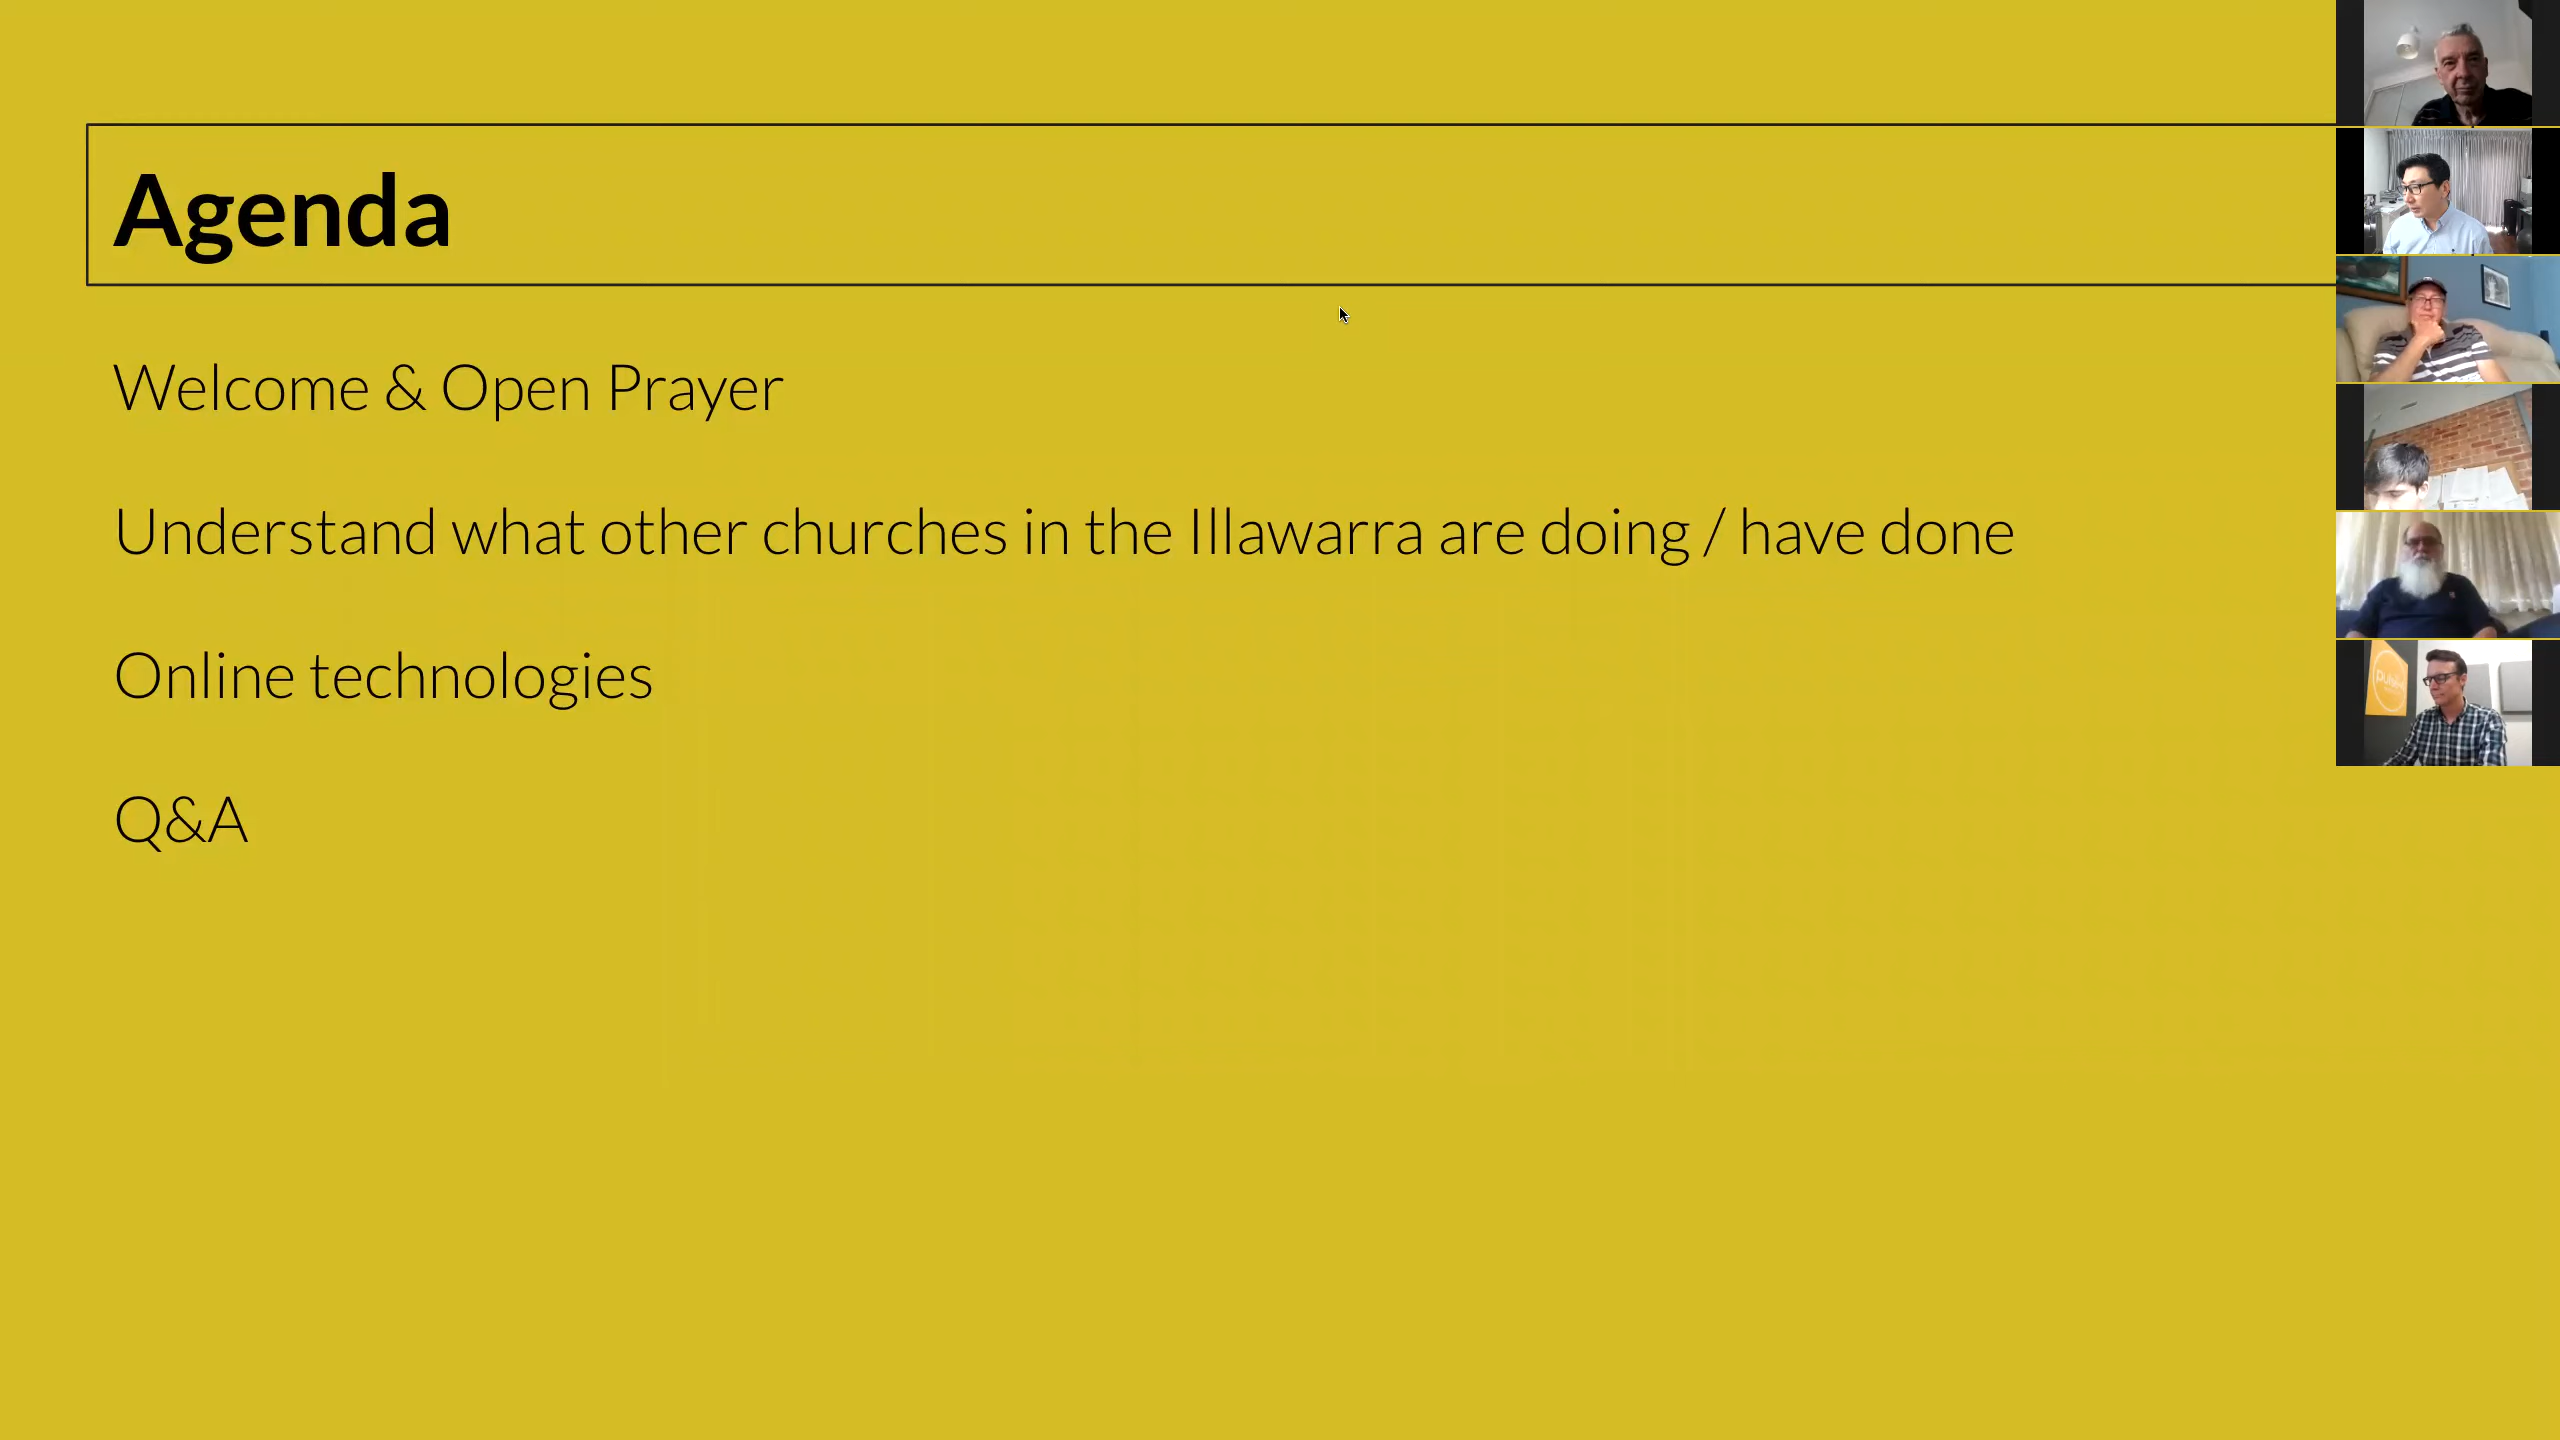 Agenda
Welcome & Open Prayer
Understand what other churches in the Illawarra are doing / have done
Online technologies
Q&A